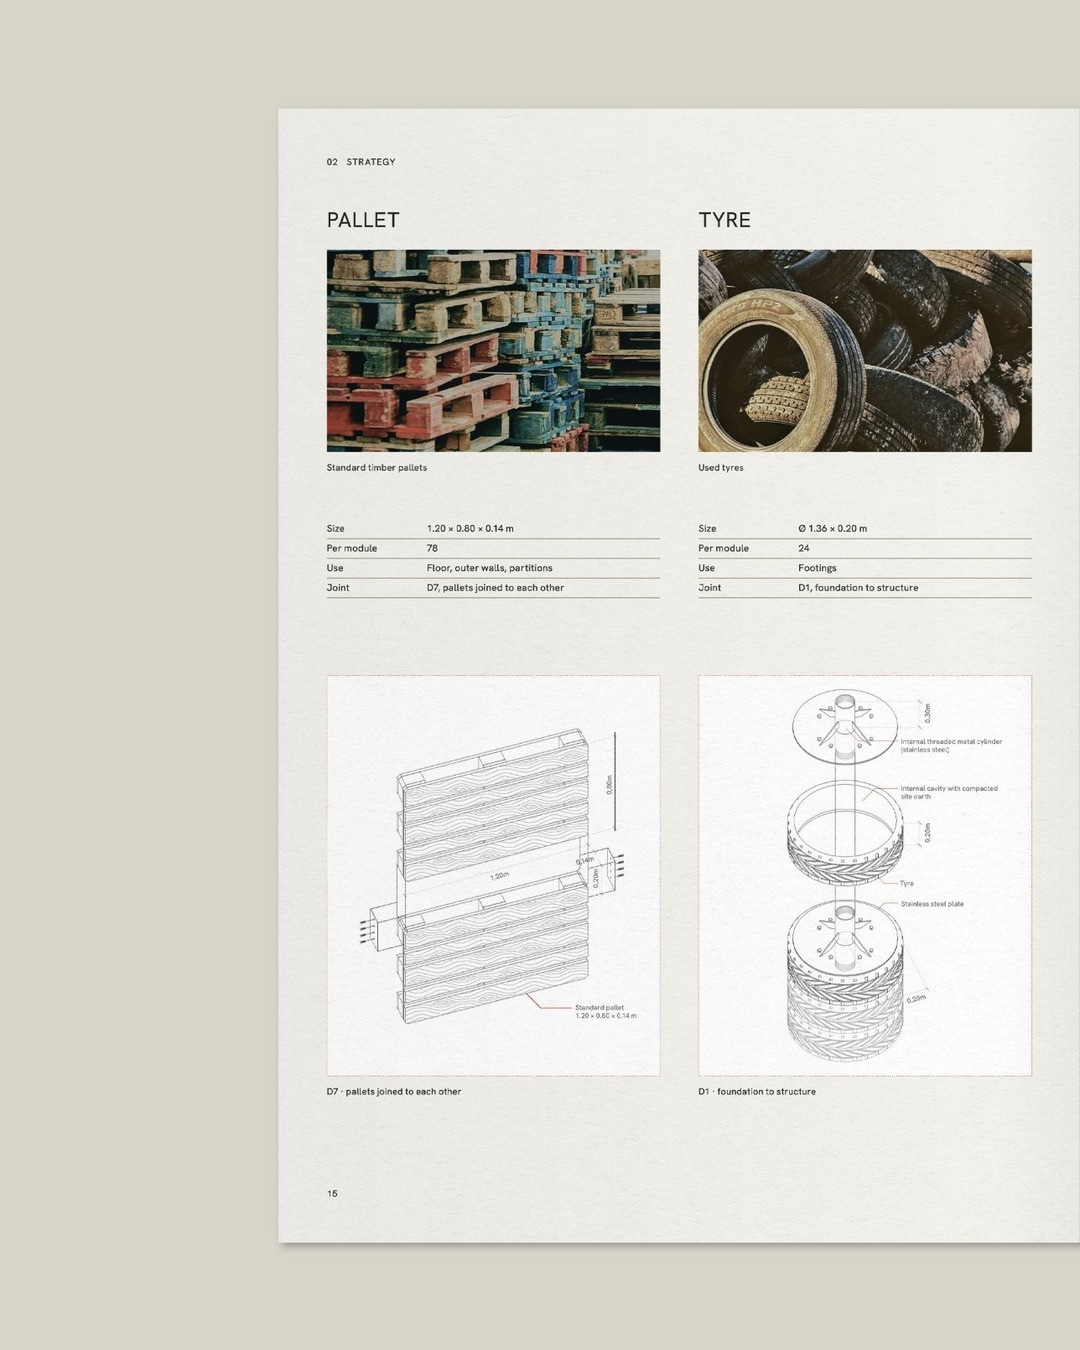 02 STRATEGY
PALLET
Standard timber pallets
Size 1.20 × 0.80 × 0.14 m
Per module 78
Use Floor, outer walls, partitions
Joint D7, pallets joined to each other
0,80m
0,14m
1,20m
0,20m
Standard pallet
1.20 × 0.80 × 0.14 m
D7 · pallets joined to each other
TYRE
HP2
Used tyres
Size Ø 1.36 × 0.20 m
Per module 24
Use Footings
Joint D1, foundation to structure
0,30m
Internal threaded metal cylinder
(stainless steel)
Internal cavity with compacted
site earth
0,20m
Tyre
Stainless steel plate
0,28m
D1 · foundation to structure
15